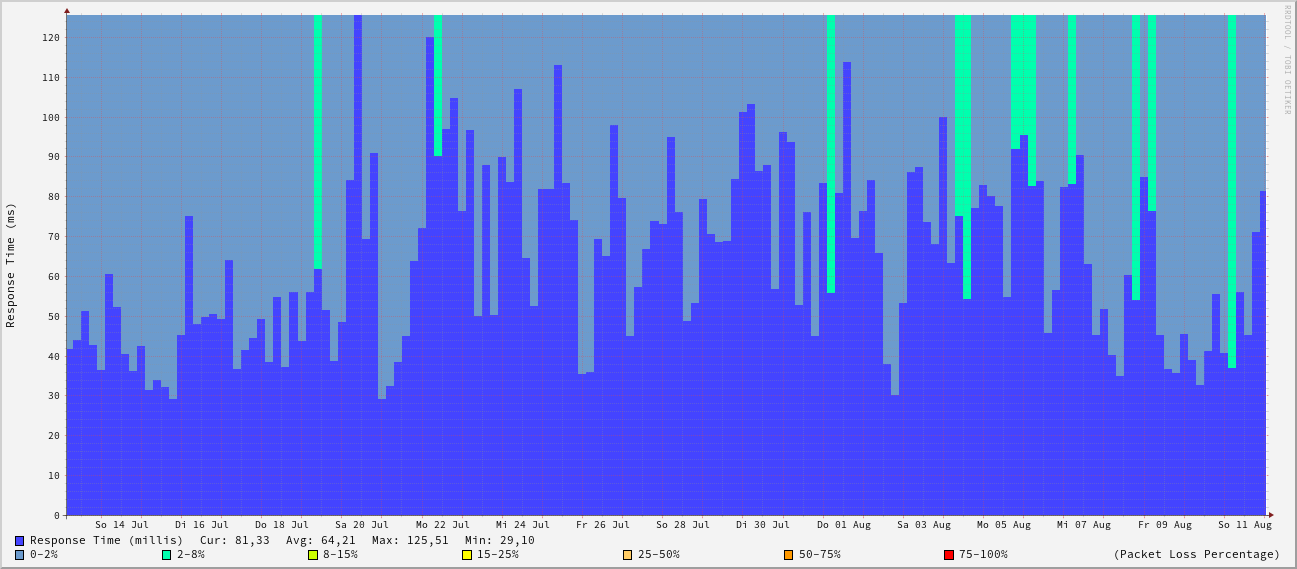 RRDTOOL / TOBI OETIKER
Response Time (ms)
120
110
100
90
80
70
60
50
40
30
20
10
0
So 14 Jul Di 16 Jul Do 18 Jul Sa 20 Jul Mo 22 Jul Mi 24 Jul Fr 26 Jul So 28 Jul Di 30 Jul Do 01 Aug Sa 03 Aug Mo 05 Aug Mi 07 Aug Fr 09 Aug So 11 Aug
Response Time (millis) Cur: 81,33 Avg: 64,21 Max: 125,51 Min: 29,10
0-2% 2-8% 8-15% 15-25% 25-50% 50-75% 75-100% (Packet Loss Percentage)